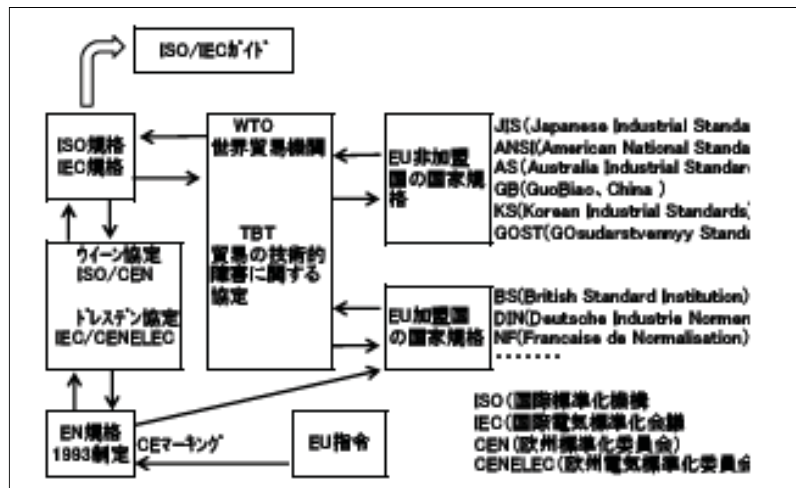 ISO/IECガイド
ISO規格
IEC規格
WTO
世界貿易機関
TBT
貿易の技術的
障害に関する
協定
EU非加盟
国の国家規
格
JIS(Japanese Industrial Standa
ANSI(American National Standa
AS(Australia Industrial Standar
GB(GuoBiao、China )
KS(Korean Industrial Standards)
GOST(GOsudarstvennyy Standa
ウイーン協定
ISO/CEN
ドレスデン協定
IEC/CENELEC
EU加盟国
の国家規格
BS(British Standard Institution)
DIN(Deutsche Industrie Normen
NF(Francaise de Normalisation)
・・・・・・・
EN規格
1993制定
CEマーキング
EU指令
ISO(国際標準化機構
IEC(国際電気標準化会議
CEN(欧州標準化委員会)
CENELEC(欧州電気標準化委員会